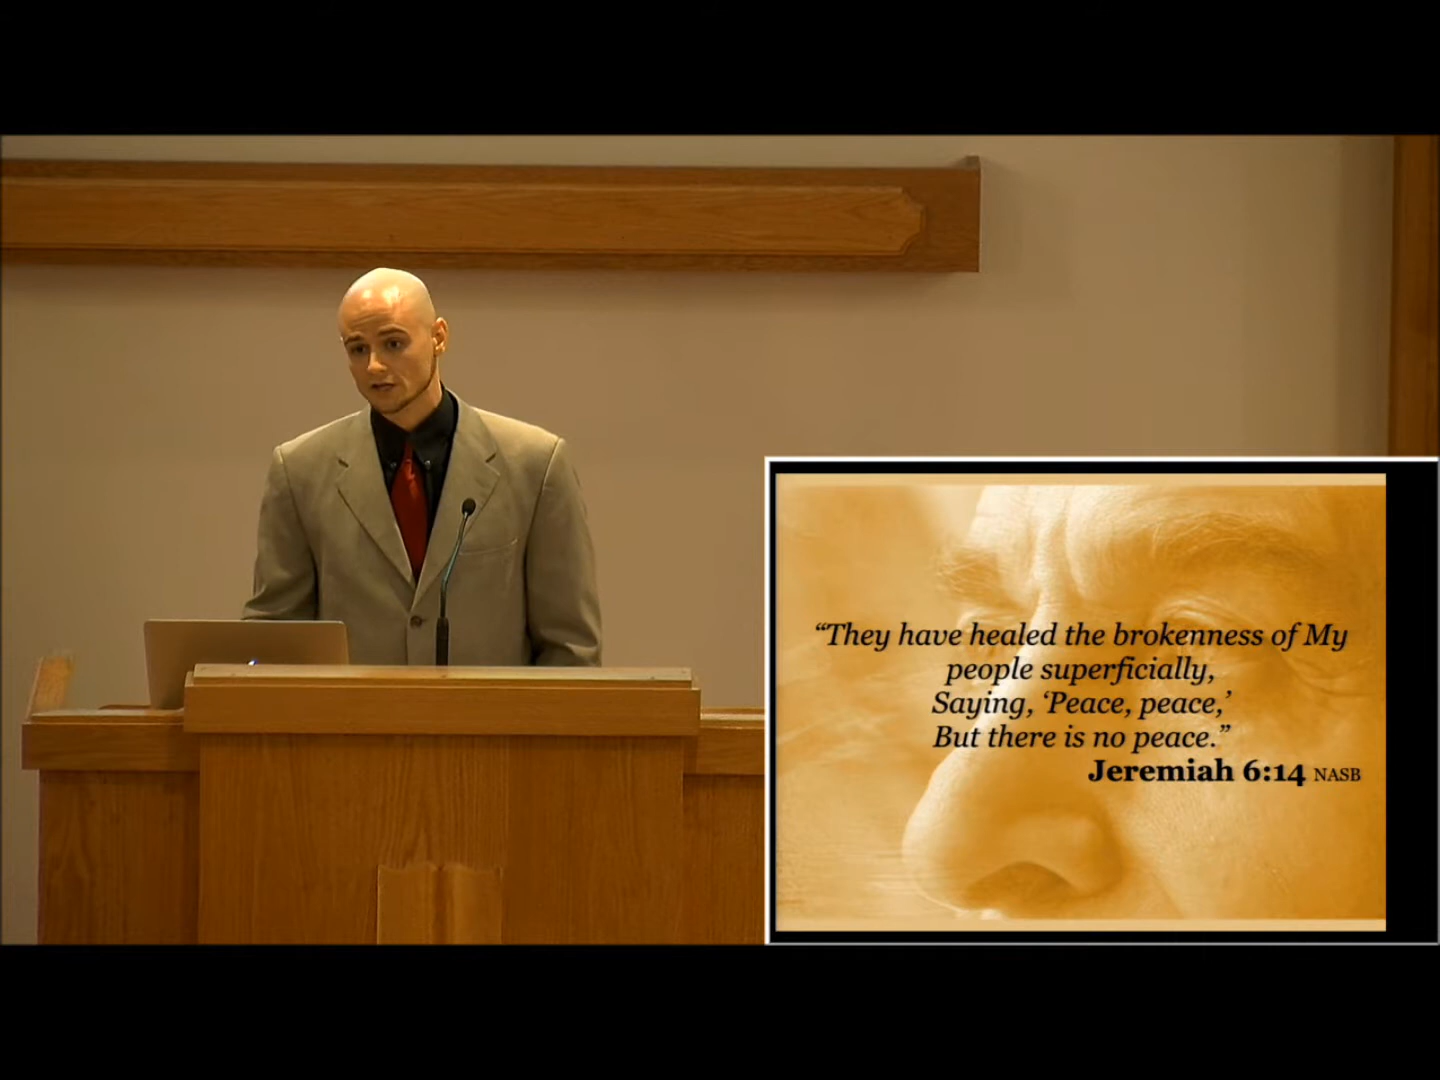 “They have healed the brokenness of My
people superficially,
Saying, ‘Peace, peace,’
But there is no peace.”
Jeremiah 6:14 NASB